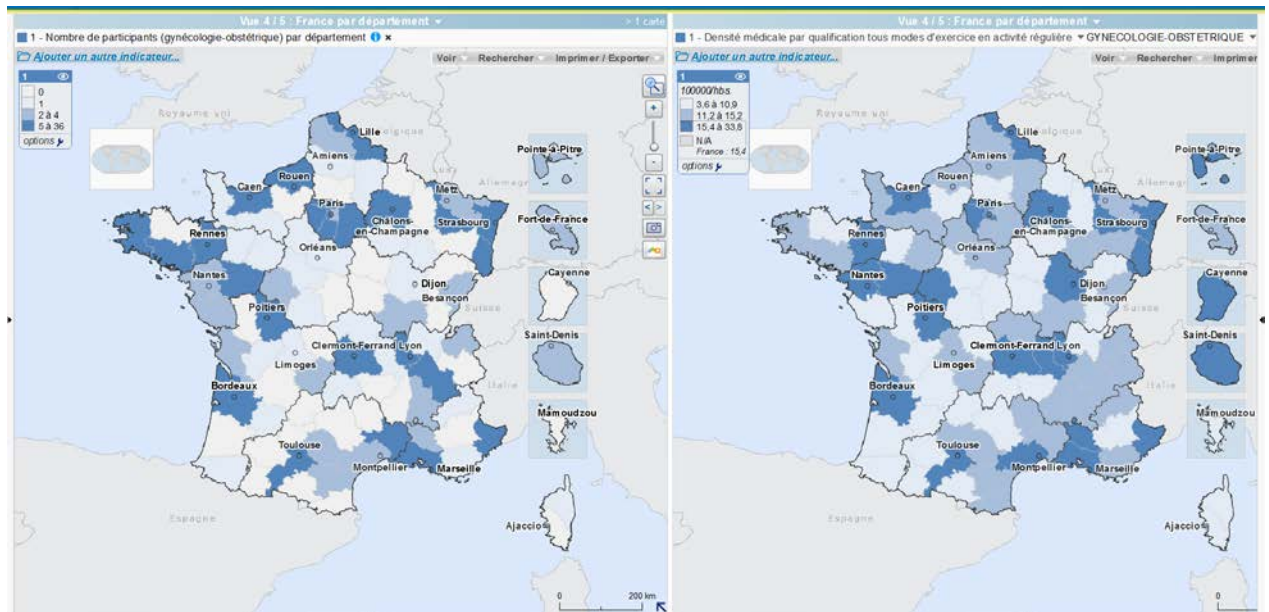 Vue 4 / 5 : France par département
> 1 carte
1 - Nombre de participants (gynécologie-obstétrique) par département
Ajouter un autre indicateur...
Voir Rechercher Imprimer / Exporter
1
0
1
2 à 4
5 à 36
options
Royaume uni
Lille
Belgique
Amiens
Rouen
Caen
Metz
Paris
Châlons-en-Champagne
Strasbourg
Rennes
Orléans
Nantes
Dijon
Besançon
Suisse
Poitiers
Clermont-Ferrand
Lyon
Limoges
Italie
Bordeaux
Toulouse
Montpellier
Marseille
Espagne
Ajaccio
Pointe-à-Pitre
Fort-de-France
Cayenne
Saint-Denis
Mamoudzou
0 200 km
Vue 4 / 5 : France par département
1 - Densité médicale par qualification tous modes d'exercice en activité régulière
GYNECOLOGIE-OBSTETRIQUE
Ajouter un autre indicateur...
Voir Rechercher Imprimer
1
100000/hbs.
3,6 à 10,9
11,2 à 15,2
15,4 à 33,8
N/A
France : 15,4
options
Royaume uni
Lille
Belgique
Amiens
Rouen
Caen
Metz
Paris
Châlons-en-Champagne
Strasbourg
Rennes
Orléans
Nantes
Dijon
Besançon
Suisse
Poitiers
Clermont-Ferrand
Lyon
Limoges
Italie
Bordeaux
Toulouse
Montpellier
Marseille
Espagne
Ajaccio
Pointe-à-Pitre
Fort-de-France
Cayenne
Saint-Denis
Mamoudzou
0